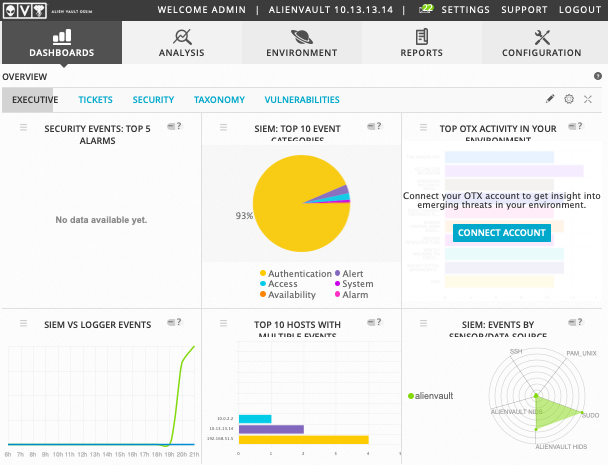 ALIEN VAULT OSSIM
WELCOME ADMIN | ALIENVAULT 10.13.13.14 | 22 SETTINGS SUPPORT LOGOUT
DASHBOARDS
ANALYSIS
ENVIRONMENT
REPORTS
CONFIGURATION
OVERVIEW
EXECUTIVE TICKETS SECURITY TAXONOMY VULNERABILITIES
SECURITY EVENTS: TOP 5
ALARMS
?
No data available yet.
SIEM: TOP 10 EVENT
CATEGORIES
?
93%
Authentication Alert
Access System
Availability Alarm
TOP OTX ACTIVITY IN YOUR
ENVIRONMENT
?
Connect your OTX account to get insight into
emerging threats in your environment.
CONNECT ACCOUNT
SIEM VS LOGGER EVENTS
?
6h 7h 8h 9h 10h 11h 12h 13h 14h 15h 16h 17h 18h 19h 20h 21h
TOP 10 HOSTS WITH
MULTIPLE EVENTS
?
10.0.2.2
10.13.13.14
192.168.51.5
0 1 2 3 4 5
SIEM: EVENTS BY
SENSOR/DATA SOURCE
?
alienvault
SSH
PAM_UNIX
ALIENVAULT NIDS
SUDO
ALIENVAULT HIDS